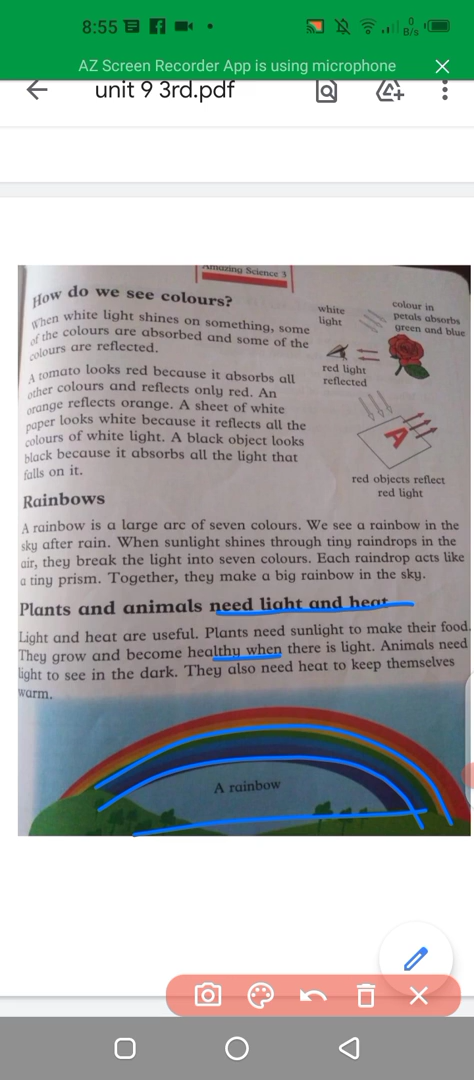 8:55
0
B/s
AZ Screen Recorder App is using microphone
unit 9 3rd.pdf
Amazing Science 3
How do we see colours?
When white light shines on something, some
of the colours are absorbed and some of the
colours are reflected.
A tomato looks red because it absorbs all
other colours and reflects only red. An
orange reflects orange. A sheet of white
paper looks white because it reflects all the
colours of white light. A black object looks
black because it absorbs all the light that
falls on it.
white
light
colour in
petals absorbs
green and blue
red light
reflected
A
red objects reflect
red light
Rainbows
A rainbow is a large arc of seven colours. We see a rainbow in the
sky after rain. When sunlight shines through tiny raindrops in the
air, they break the light into seven colours. Each raindrop acts like
a tiny prism. Together, they make a big rainbow in the sky.
Plants and animals need light and heat
Light and heat are useful. Plants need sunlight to make their food.
They grow and become healthy when there is light. Animals need
light to see in the dark. They also need heat to keep themselves
warm.
A rainbow